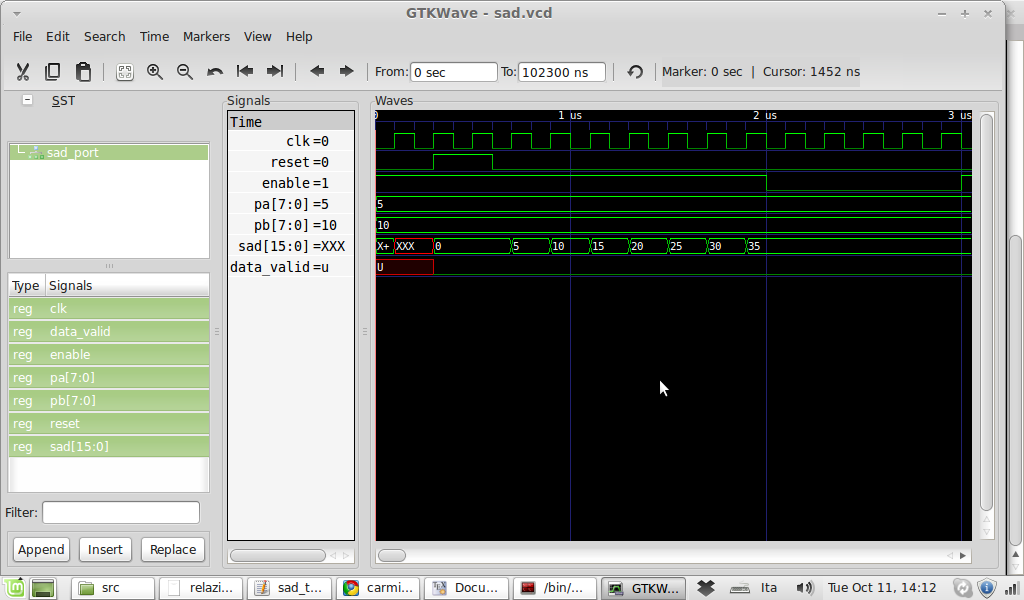 GTKWave - sad.vcd
File Edit Search Time Markers View Help
From: 0 sec To: 102300 ns Marker: 0 sec | Cursor: 1452 ns
SST
sad_port
Type Signals
reg clk
reg data_valid
reg enable
reg pa[7:0]
reg pb[7:0]
reg reset
reg sad[15:0]
Filter:
Append Insert Replace
Signals
Time
clk=0
reset=0
enable=1
pa[7:0]=5
pb[7:0]=10
sad[15:0]=XXX
data_valid=u
Waves
0 1 us 2 us 3 us
5
10
X+ XXX 0 5 10 15 20 25 30 35
U
src relazi... sad_t... carmi... Docu... /bin/... GTKW... Ita Tue Oct 11, 14:12